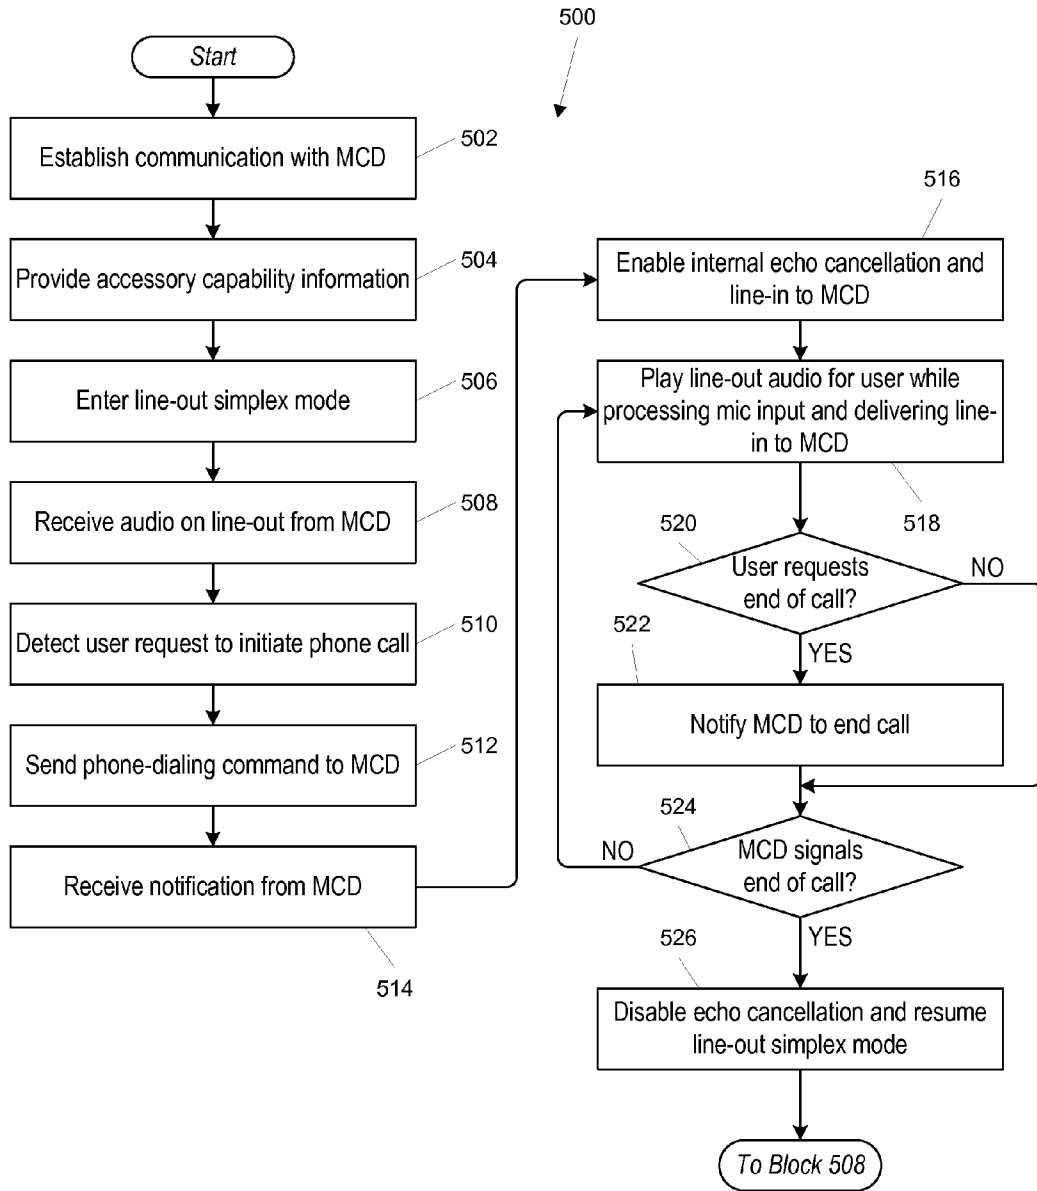 500
Start
502
Establish communication with MCD
504
Provide accessory capability information
506
Enter line-out simplex mode
508
Receive audio on line-out from MCD
510
Detect user request to initiate phone call
512
Send phone-dialing command to MCD
Receive notification from MCD
514
516
Enable internal echo cancellation and
line-in to MCD
Play line-out audio for user while
processing mic input and delivering line-
in to MCD
518
520
User requests
end of call?
NO
YES
522
Notify MCD to end call
524
MCD signals
end of call?
NO
YES
526
Disable echo cancellation and resume
line-out simplex mode
To Block 508